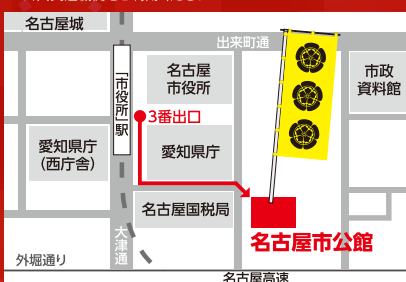 名古屋城
出来町通
「市役所」駅
名古屋
市役所
市政
資料館
3番出口
愛知県庁
(西庁舎)
愛知県庁
名古屋国税局
大津通
名古屋市公館
外堀通り
名古屋高速